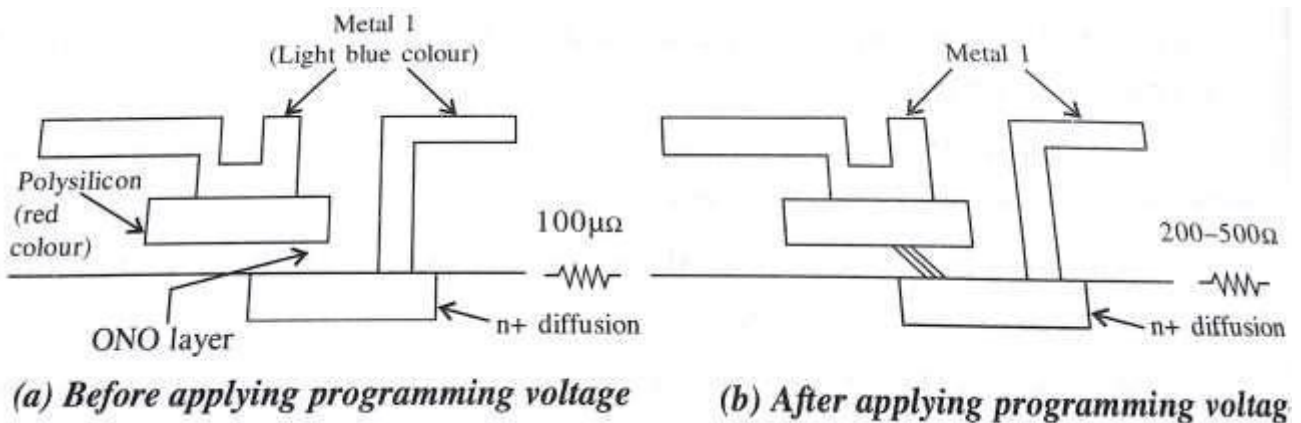 Metal 1
(Light blue colour)
Polysilicon
(red
colour)
100μΩ
n+ diffusion
ONO layer
(a) Before applying programming voltage
Metal 1
200–500Ω
n+ diffusion
(b) After applying programming voltag